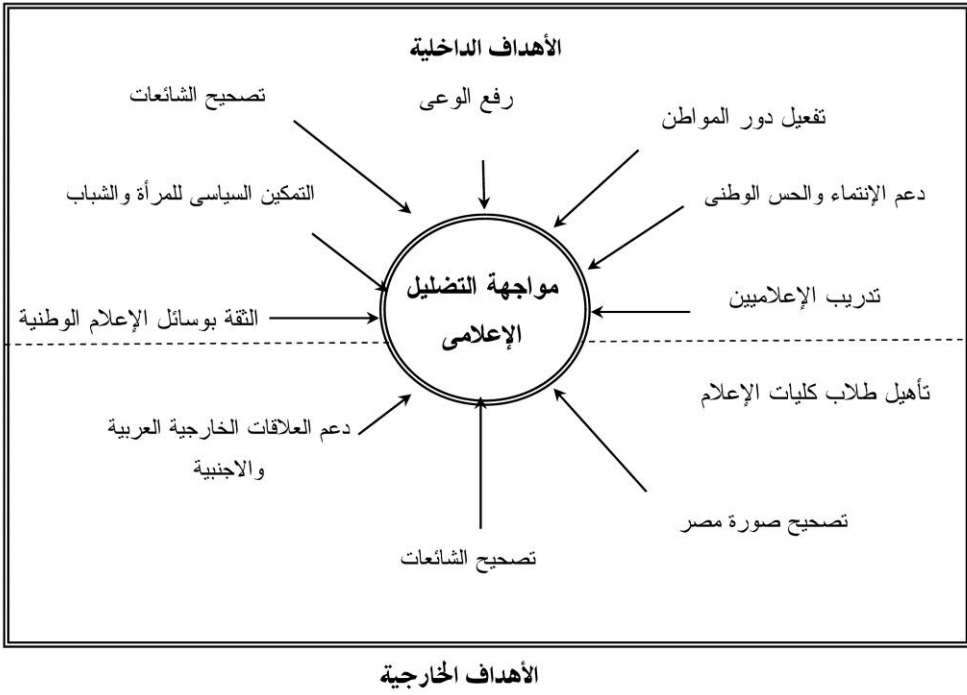 الأهداف الداخلية
رفع الوعى
تصحيح الشائعات
تفعيل دور المواطن
التمكين السياسى للمرأة والشباب
دعم الإنتماء والحس الوطنى
مواجهة التضليل
الإعلامى
تدريب الإعلاميين
الثقة بوسائل الإعلام الوطنية
تأهيل طلاب كليات الإعلام
دعم العلاقات الخارجية العربية
والاجنبية
تصحيح صورة مصر
تصحيح الشائعات
الأهداف الخارجية